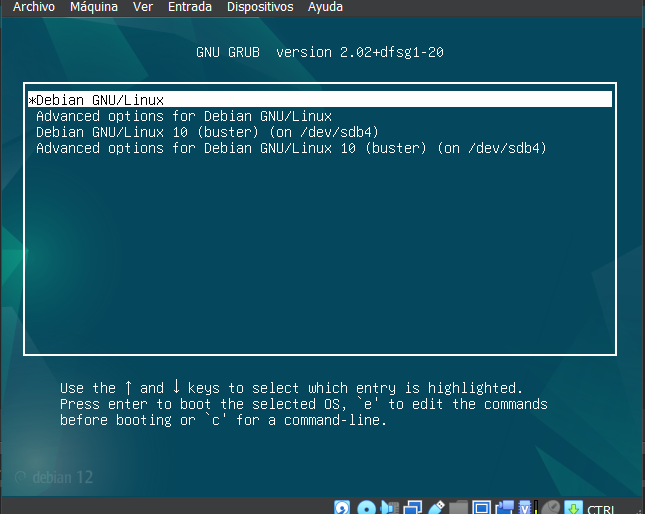 Archivo Máquina Ver Entrada Dispositivos Ayuda
GNU GRUB version 2.02+dfsg1-20
*Debian GNU/Linux
Advanced options for Debian GNU/Linux
Debian GNU/Linux 10 (buster) (on /dev/sdb4)
Advanced options for Debian GNU/Linux 10 (buster) (on /dev/sdb4)
Use the ↑ and ↓ keys to select which entry is highlighted.
Press enter to boot the selected OS, `e' to edit the commands
before booting or `c' for a command-line.
debian 12
CTRL